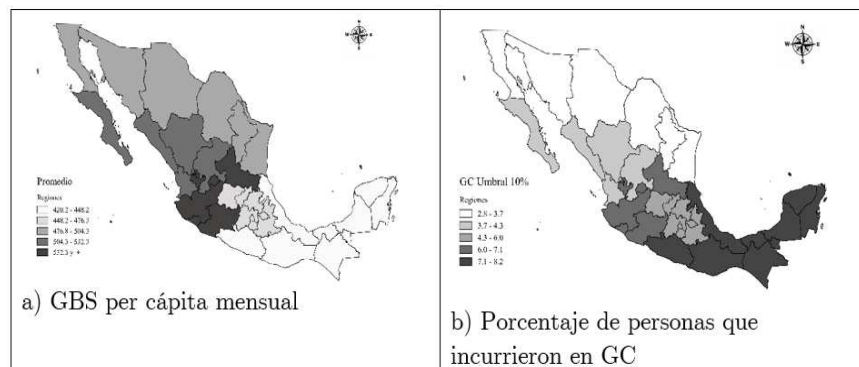 N
W E
S
Promedio
Regiones
420.2 - 448.2
448.2 - 476.3
476.8 - 504.3
504.3 - 532.3
532.3 y +
a) GBS per cápita mensual
N
W E
S
GC Umbral 10%
Regiones
2.8 - 3.7
3.7 - 4.3
4.3 - 6.0
6.0 - 7.1
7.1 - 8.2
b) Porcentaje de personas que
incurrieron en GC